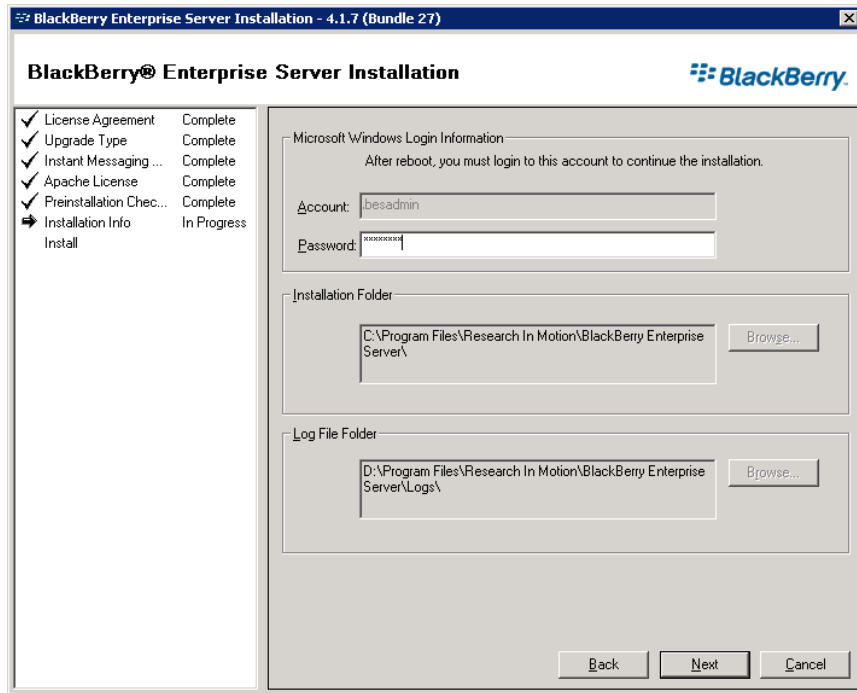 BlackBerry Enterprise Server Installation - 4.1.7 (Bundle 27)
BlackBerry® Enterprise Server Installation
BlackBerry
License Agreement Complete
Upgrade Type Complete
Instant Messaging ... Complete
Apache License Complete
Preinstallation Chec... Complete
Installation Info In Progress
Install
Microsoft Windows Login Information
After reboot, you must login to this account to continue the installation.
Account: .besadmin
Password: ********
Installation Folder
C:\Program Files\Research In Motion\BlackBerry Enterprise
Server\
Browse...
Log File Folder
D:\Program Files\Research In Motion\BlackBerry Enterprise
Server\Logs\
Browse...
Back Next Cancel